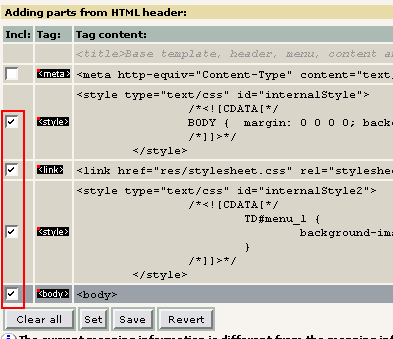 Adding parts from HTML header:
Incl: Tag: Tag content:
<title>Base template, header, menu, content an
<meta> <meta http-equiv="Content-Type" content="text,
<style type="text/css" id="internalStyle">
/*<![CDATA[*/
<style> BODY { margin: 0 0 0 0; back
/*]]>*/
</style>
<link> <link href="res/stylesheet.css" rel="styleshe
<style type="text/css" id="internalStyle2">
/*<![CDATA[*/
TD#menu_1 {
<style> background-ima
}
/*]]>*/
</style>
<body> <body>
Clear all Set Save Revert
The current mapping information is different from the mapping inf